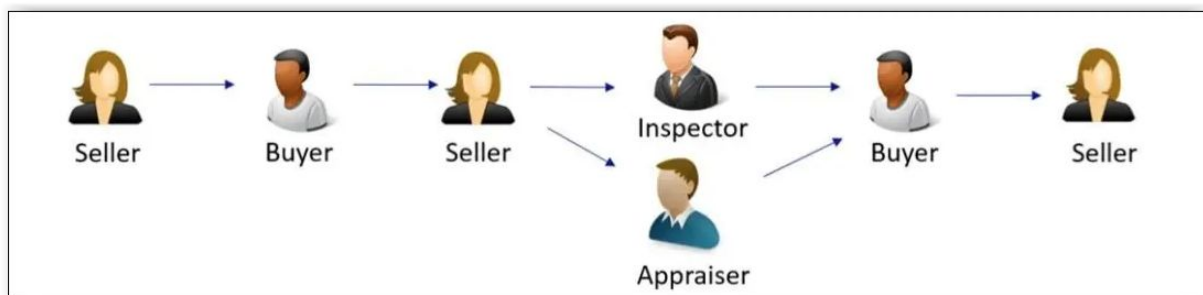 Seller
Buyer
Seller
Inspector
Appraiser
Buyer
Seller